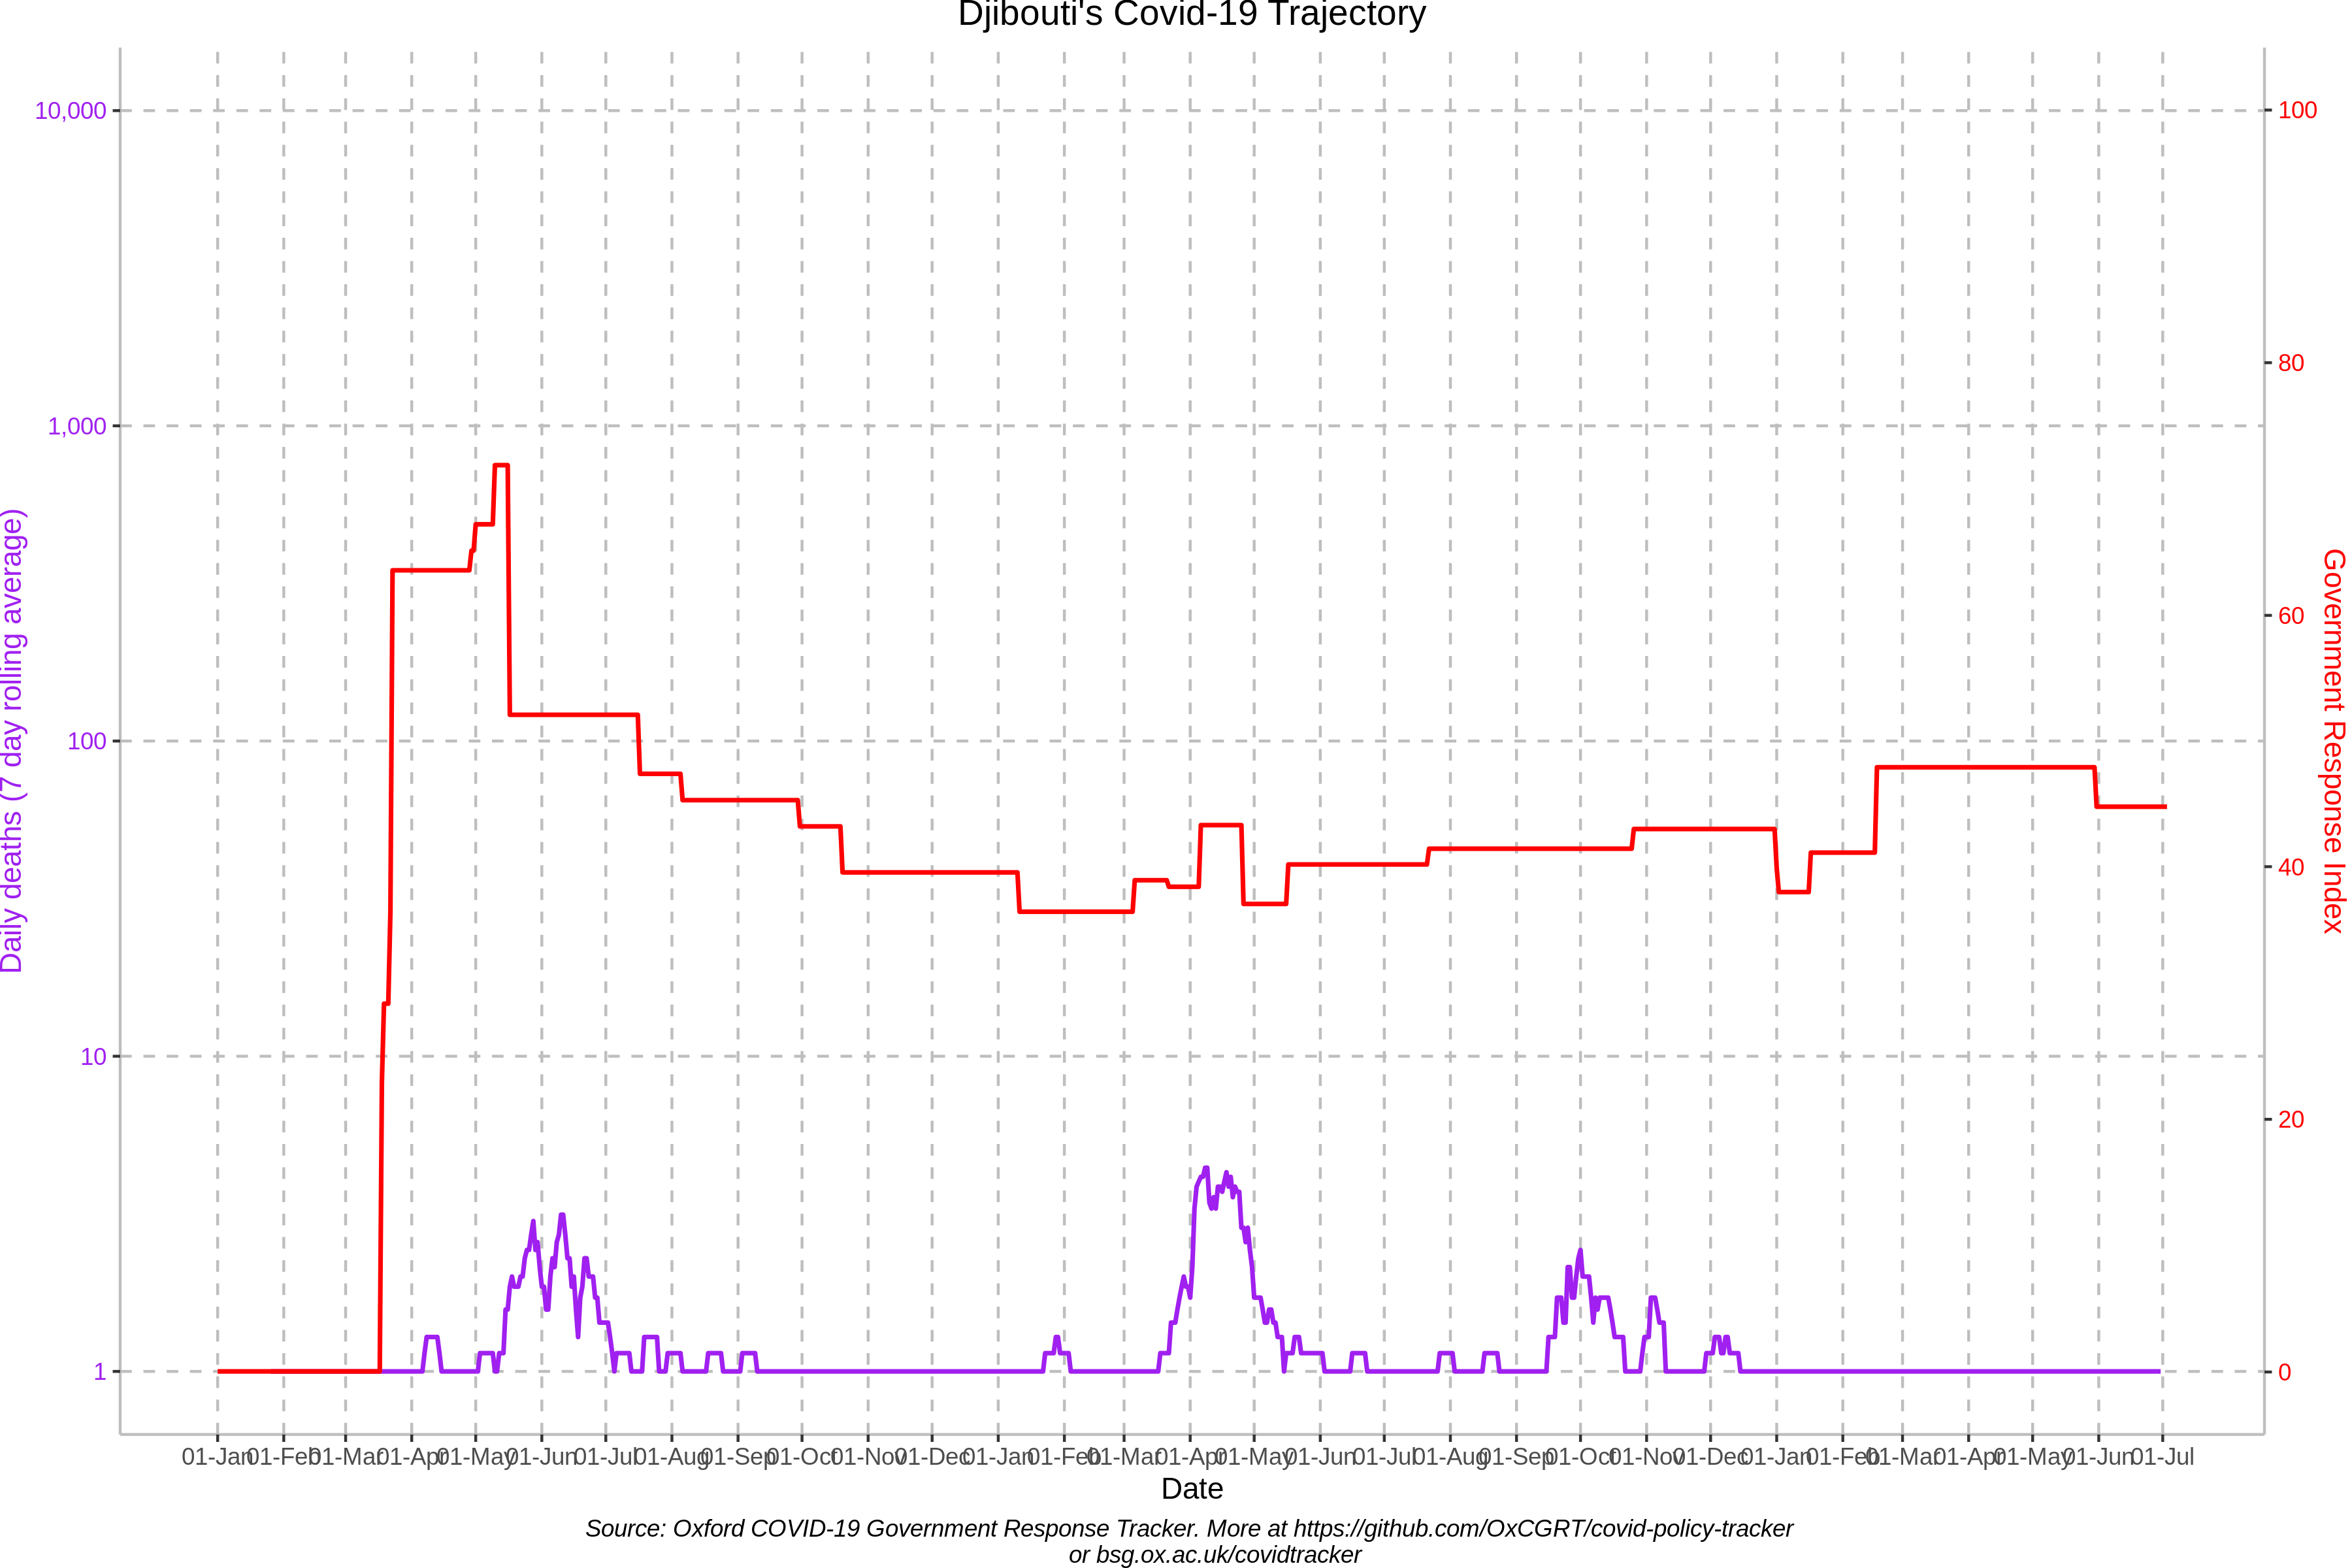 Djibouti's Covid-19 Trajectory
10,000
1,000
100
10
1
Daily deaths (7 day rolling average)
100
80
60
40
20
0
Government Response Index
01-Jan 01-Feb 01-Mar 01-Apr 01-May 01-Jun 01-Jul 01-Aug 01-Sep 01-Oct 01-Nov 01-Dec 01-Jan 01-Feb 01-Mar 01-Apr 01-May 01-Jun 01-Jul 01-Aug 01-Sep 01-Oct 01-Nov 01-Dec 01-Jan 01-Feb 01-Mar 01-Apr 01-May 01-Jun 01-Jul
Date
Source: Oxford COVID-19 Government Response Tracker. More at https://github.com/OxCGRT/covid-policy-tracker
or bsg.ox.ac.uk/covidtracker